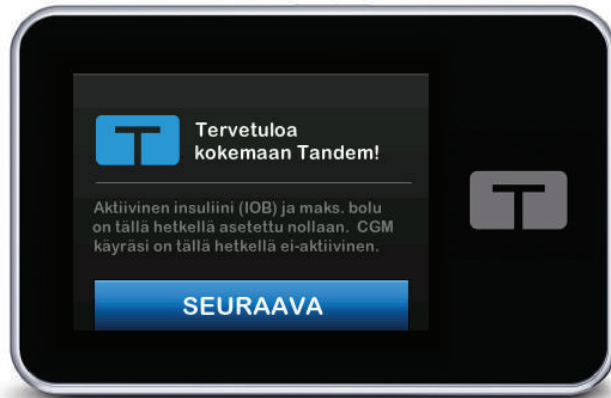 Tervetuloa
kokemaan Tandem!
Aktiivinen insuliini (IOB) ja maks. bolu
on tällä hetkellä asetettu nollaan. CGM
käyräsi on tällä hetkellä ei-aktiivinen.
SEURAAVA